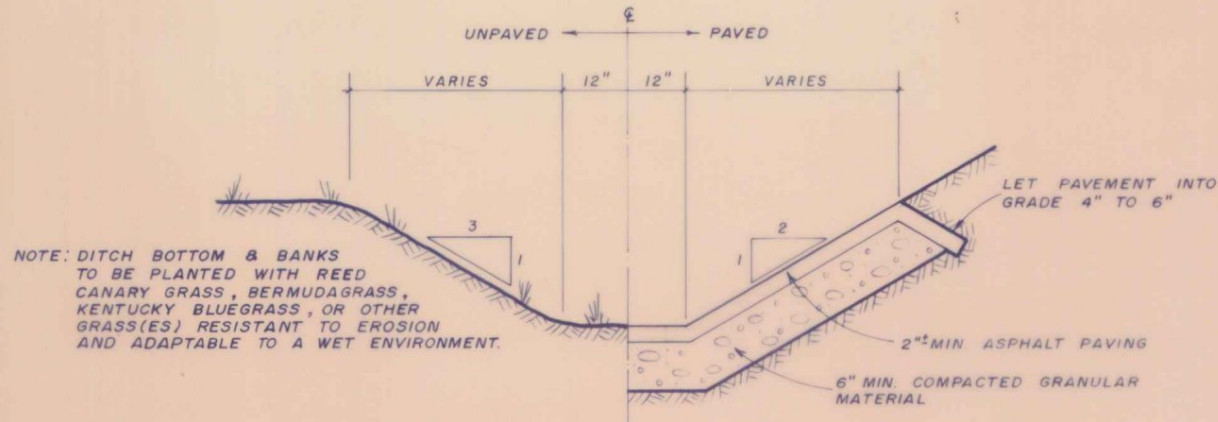 ℄
UNPAVED PAVED
VARIES 12" 12" VARIES
LET PAVEMENT INTO
GRADE 4" TO 6"
3
1
2
1
NOTE: DITCH BOTTOM & BANKS
TO BE PLANTED WITH REED
CANARY GRASS, BERMUDAGRASS,
KENTUCKY BLUEGRASS, OR OTHER
GRASS(ES) RESISTANT TO EROSION
AND ADAPTABLE TO A WET ENVIRONMENT.
2"± MIN. ASPHALT PAVING
6" MIN. COMPACTED GRANULAR
MATERIAL